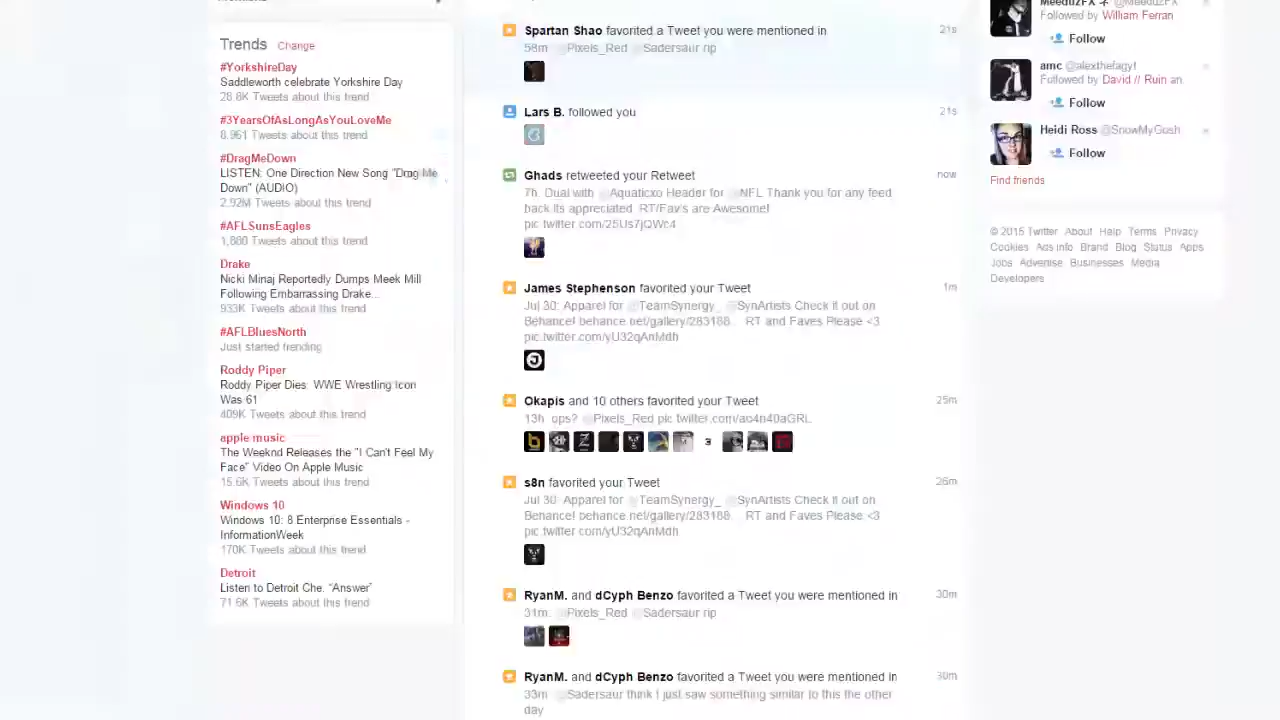 Trends Change
#YorkshireDay
Saddleworth celebrate Yorkshire Day
28.6K Tweets about this trend
#3YearsOfAsLongAsYouLoveMe
8,961 Tweets about this trend
#DragMeDown
LISTEN: One Direction New Song "Drag Me
Down" (AUDIO)
2.92M Tweets about this trend
#AFLSunsEagles
1,880 Tweets about this trend
Drake
Nicki Minaj Reportedly Dumps Meek Mill
Following Embarrassing Drake...
933K Tweets about this trend
#AFLBluesNorth
Just started trending
Roddy Piper
Roddy Piper Dies: WWE Wrestling Icon
Was 61
409K Tweets about this trend
apple music
The Weeknd Releases the "I Can't Feel My
Face" Video On Apple Music
15.6K Tweets about this trend
Windows 10
Windows 10: 8 Enterprise Essentials -
InformationWeek
170K Tweets about this trend
Detroit
Listen to Detroit Che. "Answer"
71.6K Tweets about this trend
Spartan Shao favorited a Tweet you were mentioned in
21s
58m @Pixels_Red @Sadersaur rip
Lars B. followed you
21s
Ghads retweeted your Retweet
now
7h: Dual with @Aquaticxo Header for @NFL Thank you for any feed
back its appreciated RT/Favs are Awesome!
pic.twitter.com/25Us7jQWc4
James Stephenson favorited your Tweet
1m
Jul 30: Apparel for @TeamSynergy_ @SynArtists Check it out on
Behance! behance.net/gallery/283188... RT and Faves Please <3
pic.twitter.com/yU32qAnMdh
Okapis and 10 others favorited your Tweet
25m
13h: ops? @Pixels_Red pic.twitter.com/ac4n40aGRL
3
s8n favorited your Tweet
26m
Jul 30: Apparel for @TeamSynergy_ @SynArtists Check it out on
Behance! behance.net/gallery/283188... RT and Faves Please <3
pic.twitter.com/yU32qAnMdh
RyanM. and dCyph Benzo favorited a Tweet you were mentioned in
30m
31m: @Pixels_Red @Sadersaur rip
RyanM. and dCyph Benzo favorited a Tweet you were mentioned in
30m
33m: @Sadersaur think I just saw something similar to this the other
day
Followed by William Ferran
Follow
amc @alexthefagyt
Followed by David // Ruin an.
Follow
Heidi Ross @SnowMyGosh
Follow
Find friends
© 2015 Twitter About Help Terms Privacy
Cookies Ads info Brand Blog Status Apps
Jobs Advertise Businesses Media
Developers